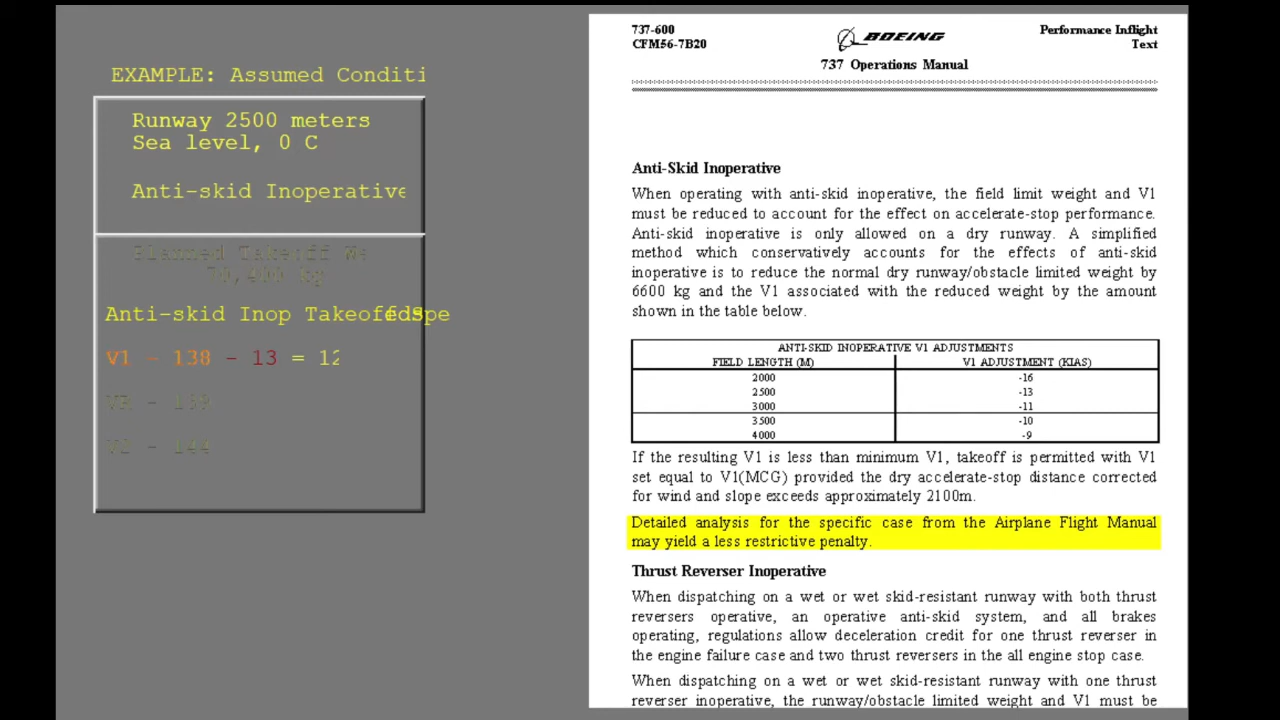 EXAMPLE: Assumed Conditi
Runway 2500 meters
Sea level, 0 C
Anti-skid Inoperative
Planned Takeoff We
70,400 kg
Anti-skid Inop Takeoff Spe
V1 - 138 - 13 = 12
VR - 139
V2 - 144
737-600
CFM56-7B20
BOEING
737 Operations Manual
Performance Inflight
Text
Anti-Skid Inoperative
When operating with anti-skid inoperative, the field limit weight and V1
must be reduced to account for the effect on accelerate-stop performance.
Anti-skid inoperative is only allowed on a dry runway. A simplified
method which conservatively accounts for the effects of anti-skid
inoperative is to reduce the normal dry runway/obstacle limited weight by
6600 kg and the V1 associated with the reduced weight by the amount
shown in the table below.
ANTI-SKID INOPERATIVE V1 ADJUSTMENTS
FIELD LENGTH (M) V1 ADJUSTMENT (KIAS)
2000 -16
2500 -13
3000 -11
3500 -10
4000 -9
If the resulting V1 is less than minimum V1, takeoff is permitted with V1
set equal to V1(MCG) provided the dry accelerate-stop distance corrected
for wind and slope exceeds approximately 2100m.
Detailed analysis for the specific case from the Airplane Flight Manual
may yield a less restrictive penalty.
Thrust Reverser Inoperative
When dispatching on a wet or wet skid-resistant runway with both thrust
reversers operative, an operative anti-skid system, and all brakes
operating, regulations allow deceleration credit for one thrust reverser in
the engine failure case and two thrust reversers in the all engine stop case.
When dispatching on a wet or wet skid-resistant runway with one thrust
reverser inoperative, the runway/obstacle limited weight and V1 must be